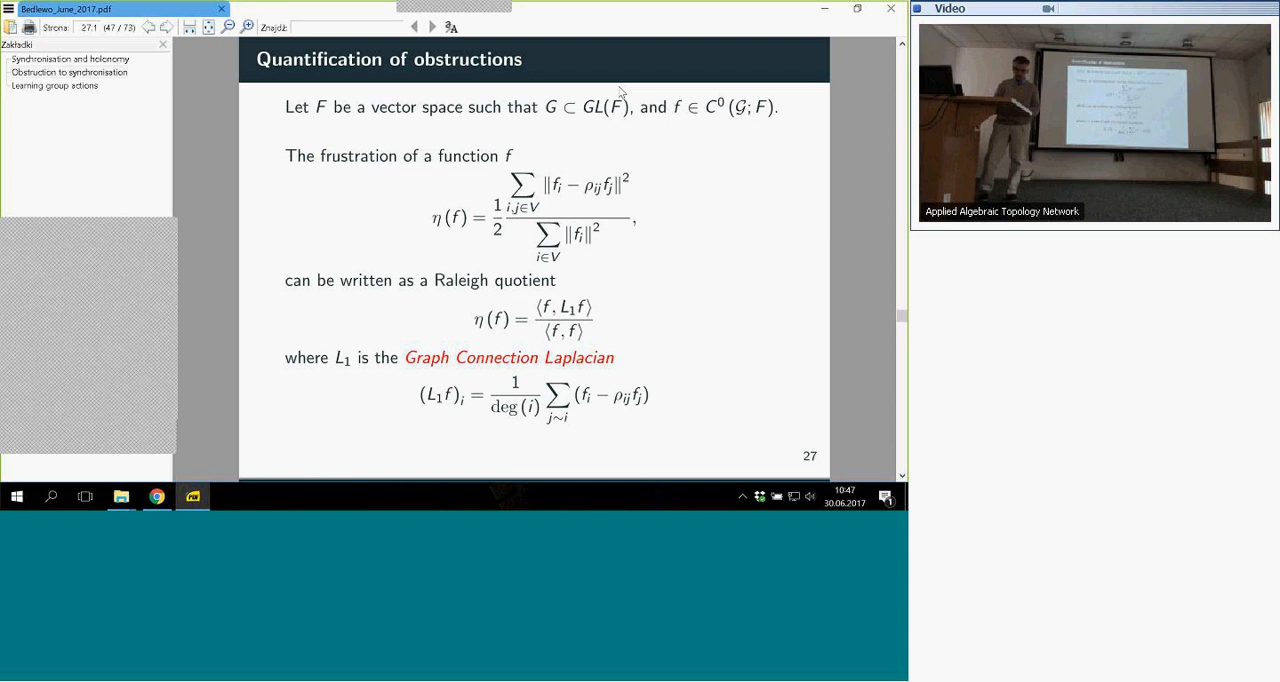 Bedlewo_June_2017.pdf
Strona: 27.1 (47 / 73) Znajdź:
Zakładki
Synchronisation and holonomy
Obstruction to synchronisation
Learning group actions
Quantification of obstructions
Let F be a vector space such that G ⊂ GL(F), and f ∈ C⁰ (𝒢; F).
The frustration of a function f
η (f) = 1/2 ∑_{i,j∈V} ‖f_i − ρ_{ij}f_j‖² / ∑_{i∈V} ‖f_i‖² ,
can be written as a Raleigh quotient
η (f) = ⟨f, L₁f⟩ / ⟨f, f⟩
where L₁ is the Graph Connection Laplacian
(L₁f)_i = 1 / deg (i) ∑_{j∼i} (f_i − ρ_{ij}f_j)
27
10:47
30.06.2017
Video
Quantification of obstructions
Applied Algebraic Topology Network